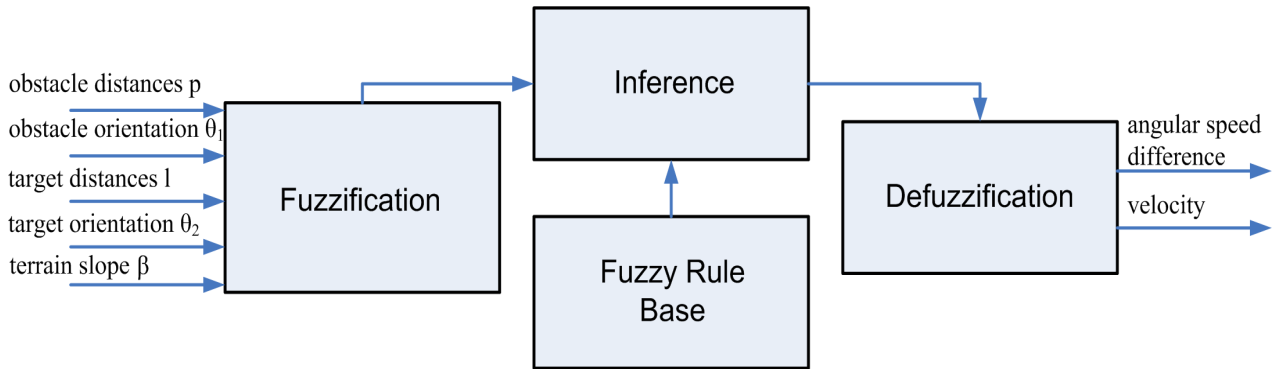 obstacle distances p
obstacle orientation θ₁
target distances l
target orientation θ₂
terrain slope β
Fuzzification
Inference
Fuzzy Rule
Base
Defuzzification
angular speed
difference
velocity